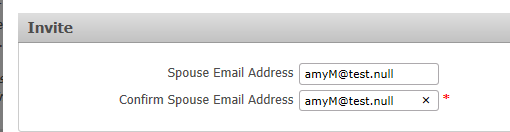 Invite
Spouse Email Address amyM@test.null
Confirm Spouse Email Address amyM@test.null × *